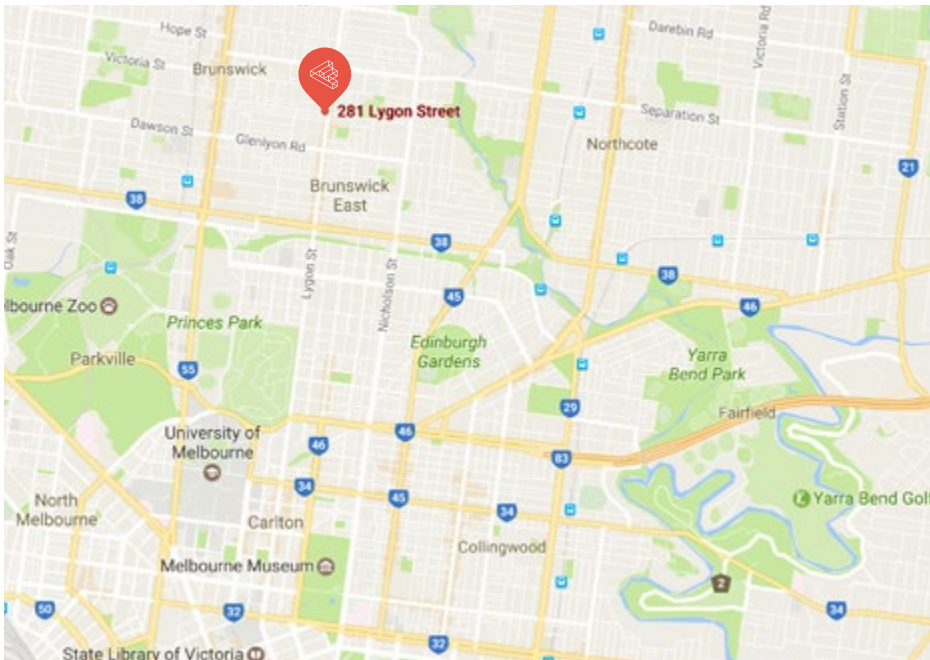 Hope St
Darebin Rd
Victoria Rd
Victoria St
Brunswick
Station St
281 Lygon Street
Separation St
Dawson St
Glenlyon Rd
Northcote
21
Brunswick
East
38
38
Oak St
Lygon St
Nicholson St
38
45
46
lbourne Zoo
Princes Park
Edinburgh
Gardens
Yarra
Bend Park
Parkville
55
29
Fairfield
University of
Melbourne
46
46
83
34
45
34
North
Melbourne
Carlton
Yarra Bend Golf
Collingwood
Melbourne Museum
2
50
32
34
32
State Library of Victoria